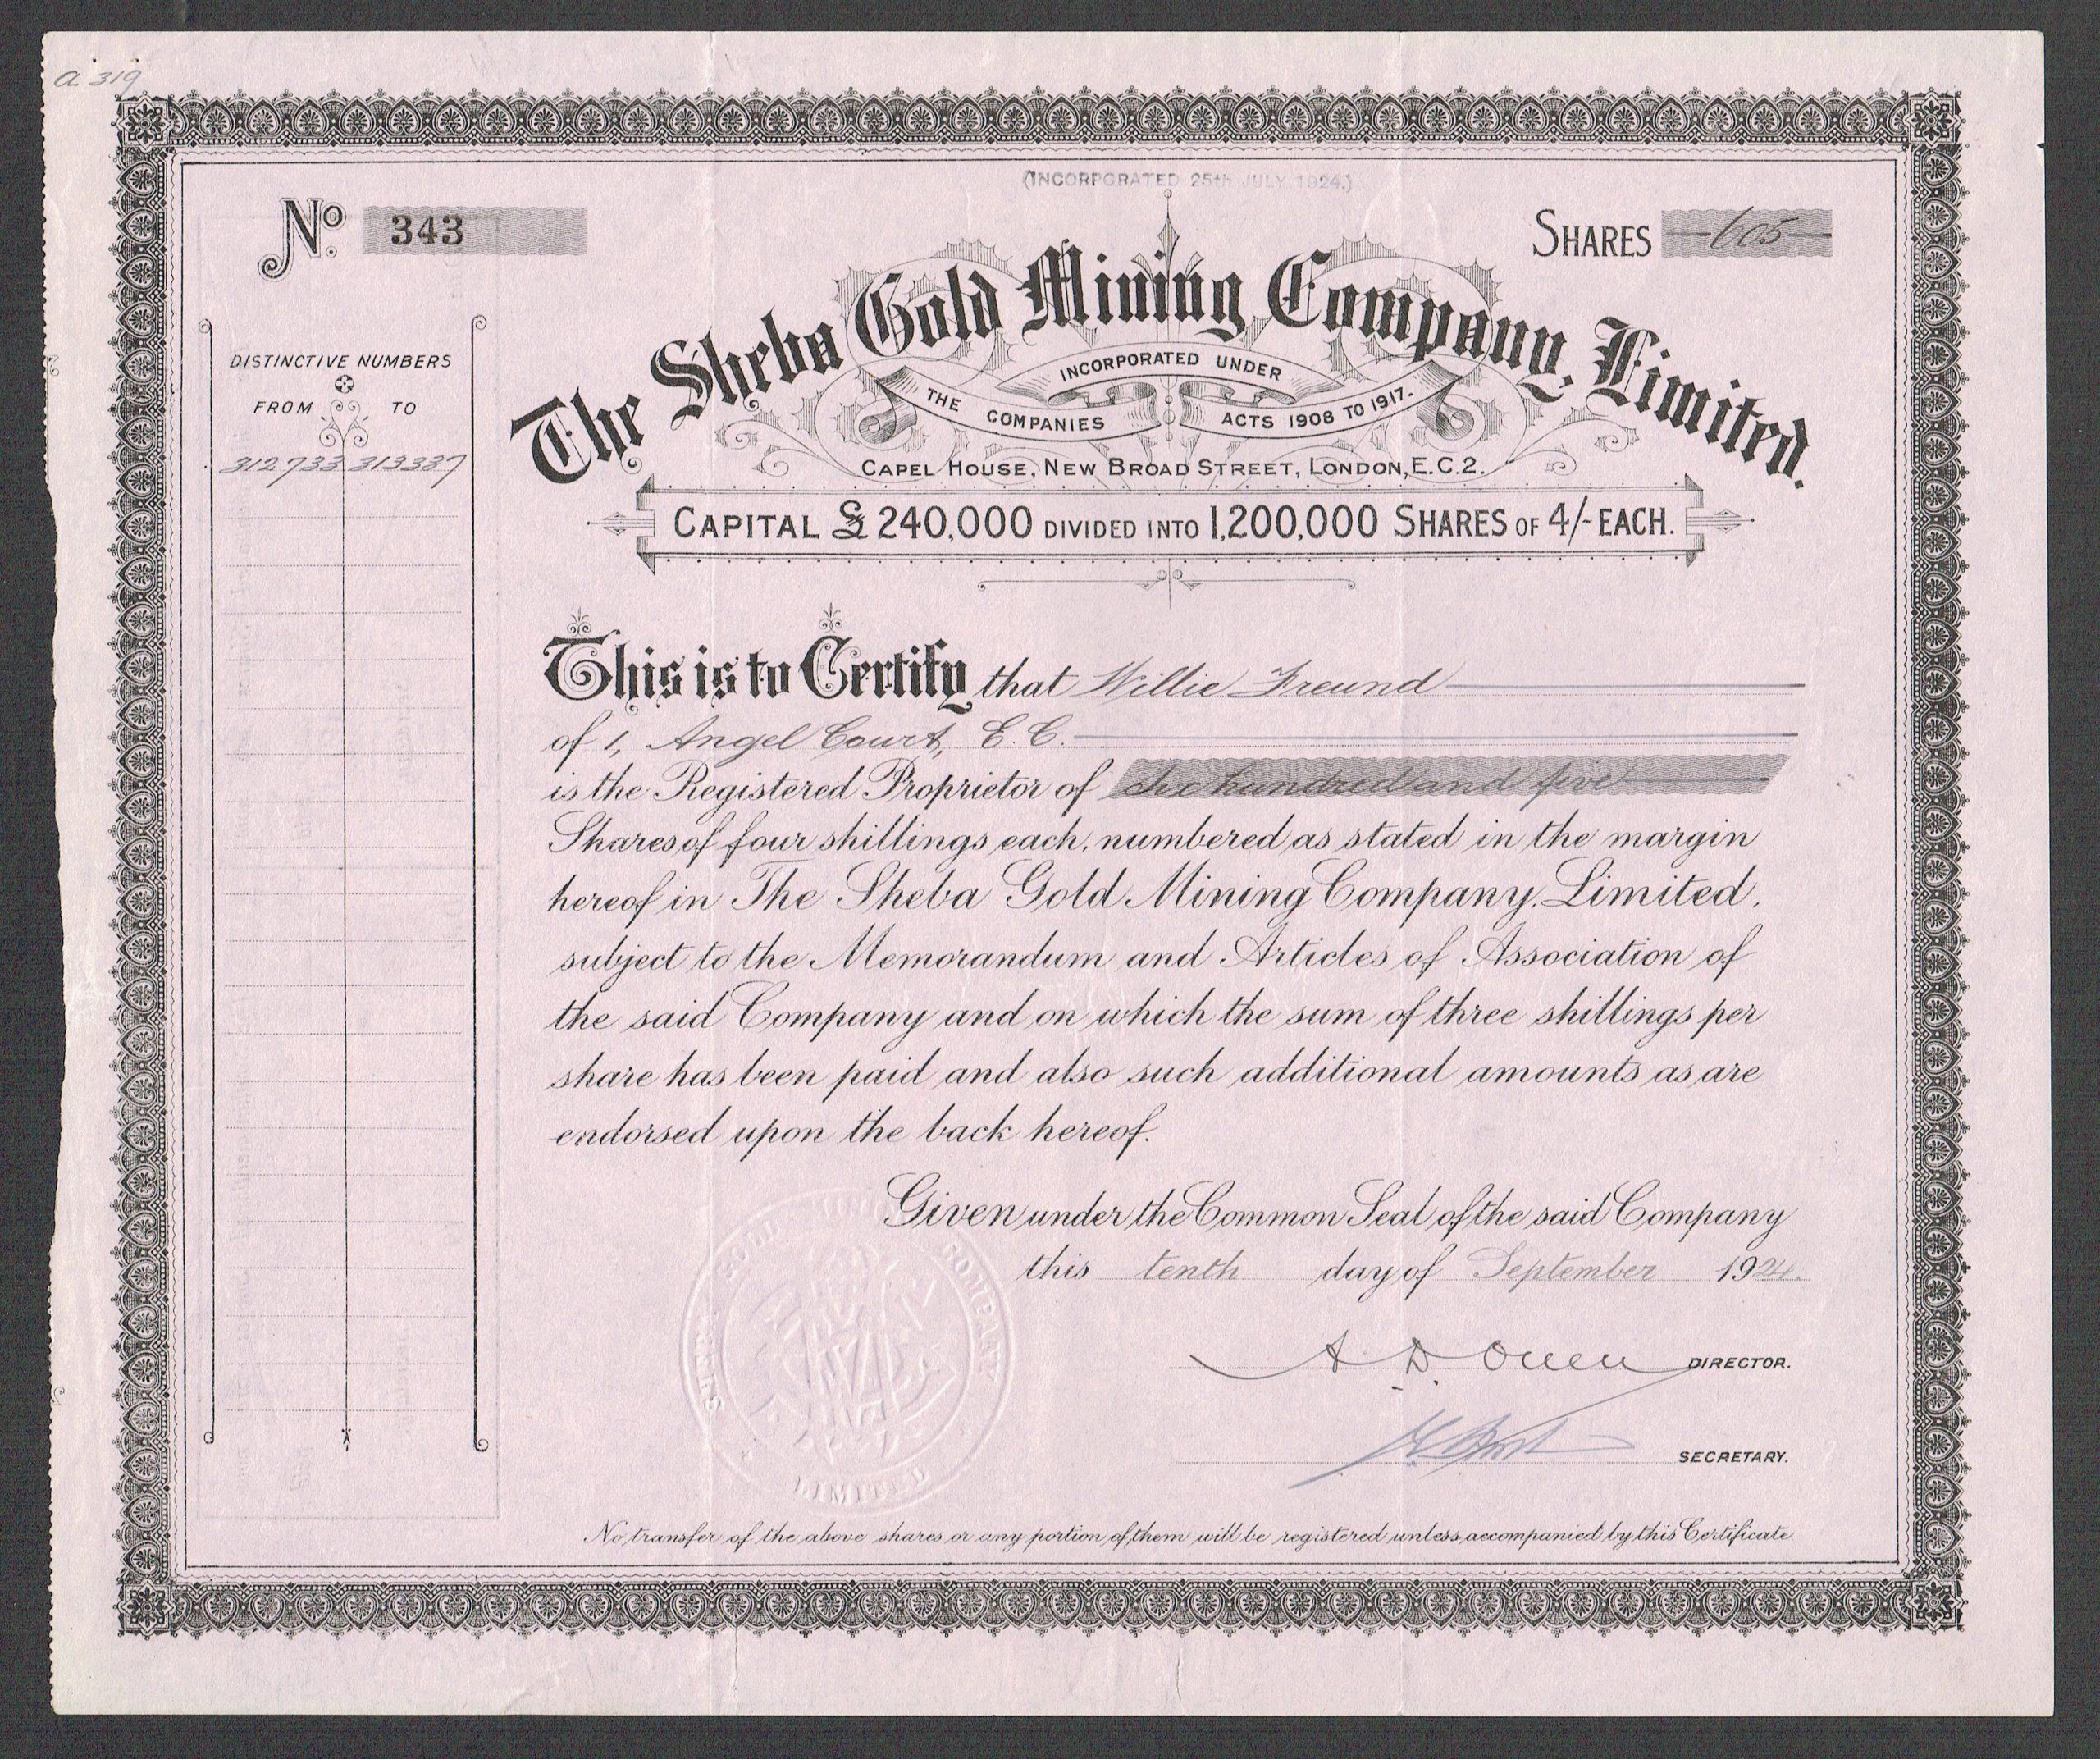 a 319
(INCORPORATED 25th JULY 1924.)
No. 343
SHARES 605
The Sheba Gold Mining Company, Limited.
INCORPORATED UNDER
THE COMPANIES ACTS 1908 TO 1917.
CAPEL HOUSE, NEW BROAD STREET, LONDON, E.C.2.
CAPITAL £240,000 DIVIDED INTO 1,200,000 SHARES OF 4/- EACH.
DISTINCTIVE NUMBERS
FROM TO
312733 313337
This is to Certify that Willie Freund
of 1, Angel Court, E.C.
is the Registered Proprietor of six hundred and five
Shares of four shillings each, numbered as stated in the margin
hereof in The Sheba Gold Mining Company, Limited,
subject to the Memorandum and Articles of Association of
the said Company and on which the sum of three shillings per
share has been paid and also such additional amounts as are
endorsed upon the back hereof.
Given under the Common Seal of the said Company
this tenth day of September 1924.
A. D. Owen DIRECTOR.
SECRETARY.
SHEBA GOLD MINING COMPANY
LIMITED
No transfer of the above shares or any portion of them will be registered unless accompanied by this Certificate